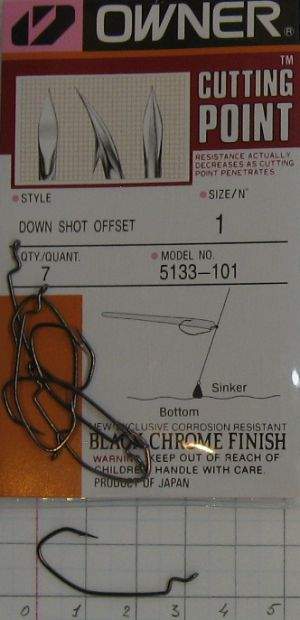 OWNER®
™
CUTTING
POINT
RESISTANCE ACTUALLY
DECREASES AS CUTTING
POINT PENETRATES
STYLE
SIZE/N°
DOWN SHOT OFFSET
1
QTY./QUANT.
MODEL NO.
7
5133-101
Sinker
Bottom
NEW EXCLUSIVE CORROSION RESISTANT
BLACK CHROME FINISH
WARNING: KEEP OUT OF REACH OF
CHILDREN. HANDLE WITH CARE.
PRODUCT OF JAPAN
0 1 2 3 4 5